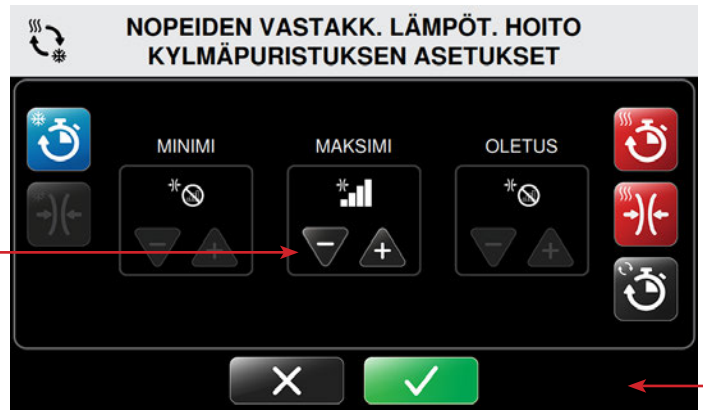 NOPEIDEN VASTAKK. LÄMPÖT. HOITO
KYLMÄPURISTUKSEN ASETUKSET
MINIMI
MAKSIMI
OLETUS